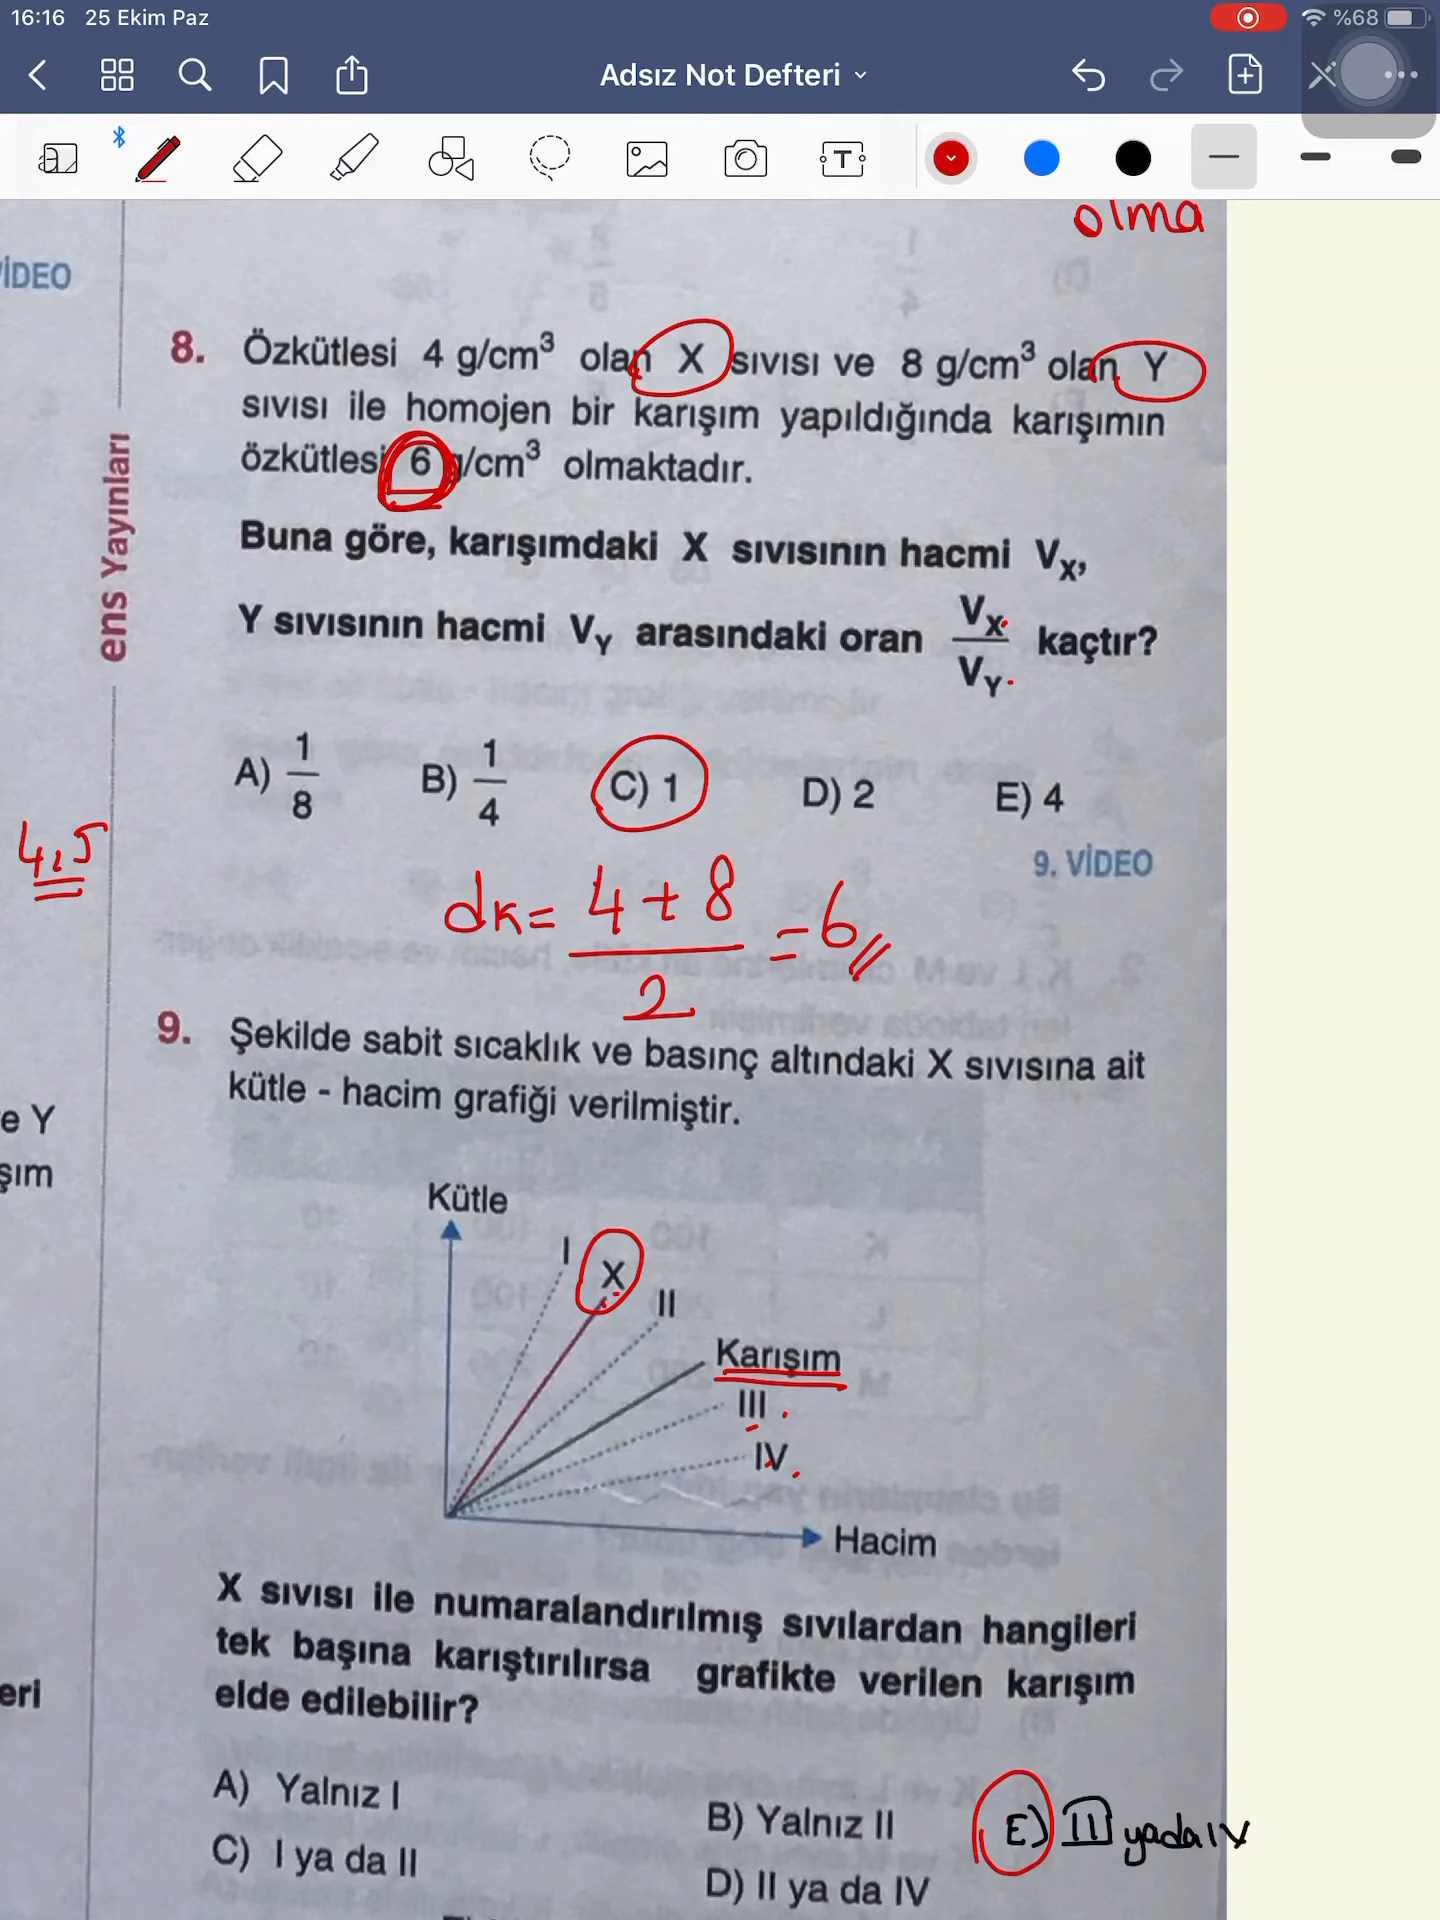 16:16 25 Ekim Paz
%68
Adsız Not Defteri
T
olma
VİDEO
8. Özkütlesi 4 g/cm³ olan X sıvısı ve 8 g/cm³ olan Y
sıvısı ile homojen bir karışım yapıldığında karışımın
özkütlesi 6 g/cm³ olmaktadır.
Buna göre, karışımdaki X sıvısının hacmi Vₓ,
Y sıvısının hacmi V_Y arasındaki oran V_X/V_Y kaçtır?
A) 1/8 B) 1/4 C) 1 D) 2 E) 4
ens Yayınları
4,5
9. VİDEO
dK = 4+8/2 = 6
9. Şekilde sabit sıcaklık ve basınç altındaki X sıvısına ait
kütle - hacim grafiği verilmiştir.
e Y
şım
Kütle
I
X
II
Karışım
III
IV
Hacim
X sıvısı ile numaralandırılmış sıvılardan hangileri
tek başına karıştırılırsa grafikte verilen karışım
elde edilebilir?
eri
A) Yalnız I
B) Yalnız II
C) I ya da II
D) II ya da IV
E) III yada IV